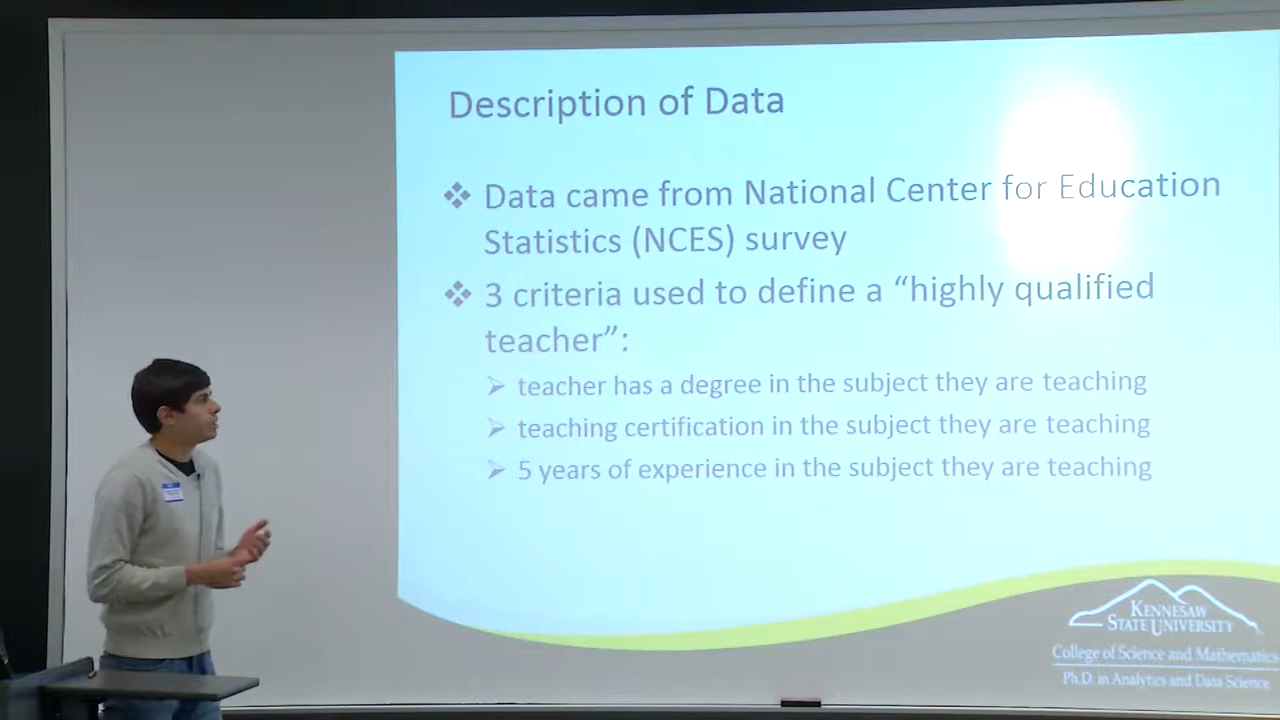 Description of Data
Data came from National Center for Education
Statistics (NCES) survey
3 criteria used to define a “highly qualified
teacher”:
teacher has a degree in the subject they are teaching
teaching certification in the subject they are teaching
5 years of experience in the subject they are teaching
KENNESAW
STATE UNIVERSITY
College of Science and Mathematics
Ph.D. in Analytics and Data Science